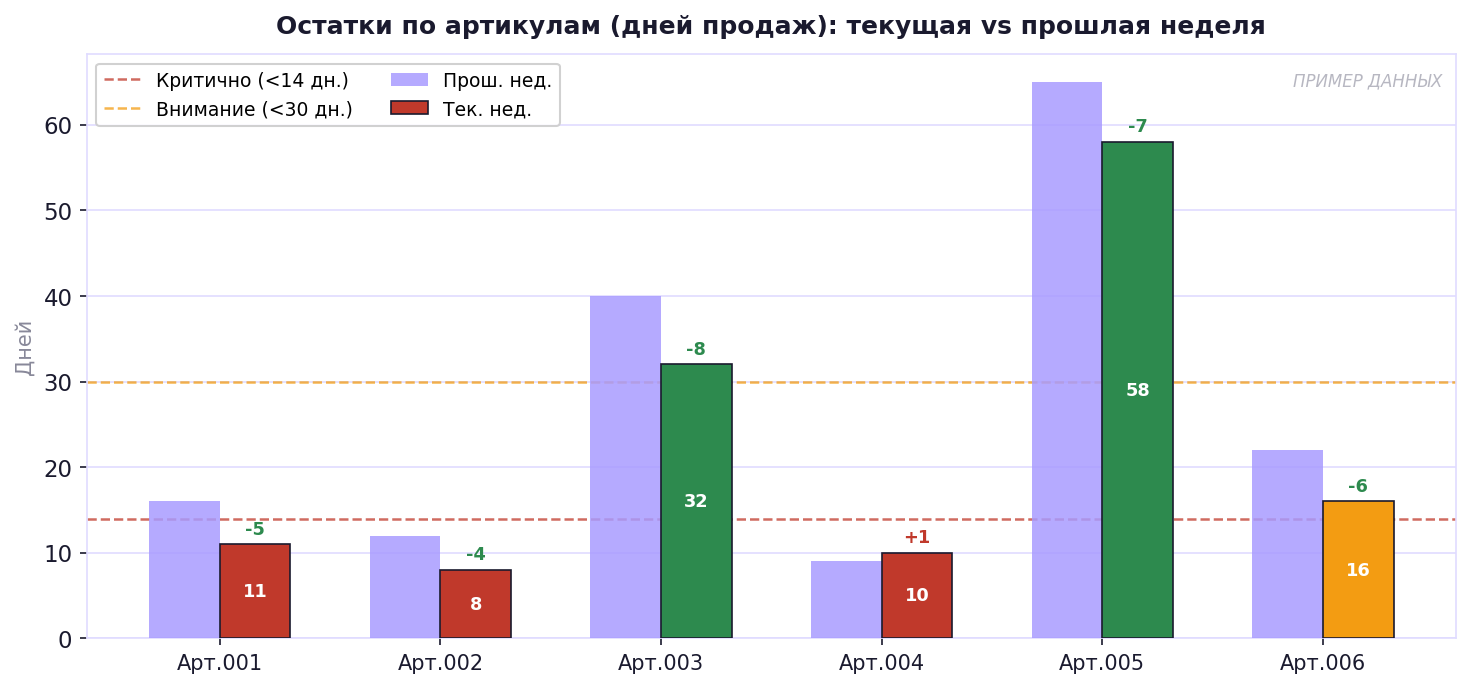 Остатки по артикулам (дней продаж): текущая vs прошлая неделя
Критично (<14 дн.)
Внимание (<30 дн.)
Прош. нед.
Тек. нед.
ПРИМЕР ДАННЫХ
Дней
60
50
40
30
20
10
0
-5
11
-4
8
-8
32
+1
10
-7
58
-6
16
Арт.001
Арт.002
Арт.003
Арт.004
Арт.005
Арт.006